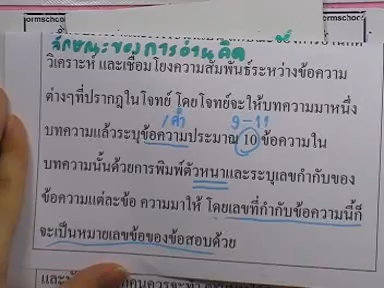 ormschool
ormschoo
ลักษณะของการอ่านคิด
วิเคราะห์ และเชื่อมโยงความสัมพันธ์ระหว่างข้อความ
ต่างๆที่ปรากฏในโจทย์ โดยโจทย์จะให้บทความมาหนึ่ง
/คำ 9-11
บทความแล้วระบุข้อความประมาณ 10 ข้อความใน
บทความนั้นด้วยการพิมพ์ตัวหนาและระบุเลขกำกับของ
ข้อความแต่ละข้อ ความมาให้ โดยเลขที่กำกับข้อความนี้ก็
จะเป็นหมายเลขข้อของข้อสอบด้วย